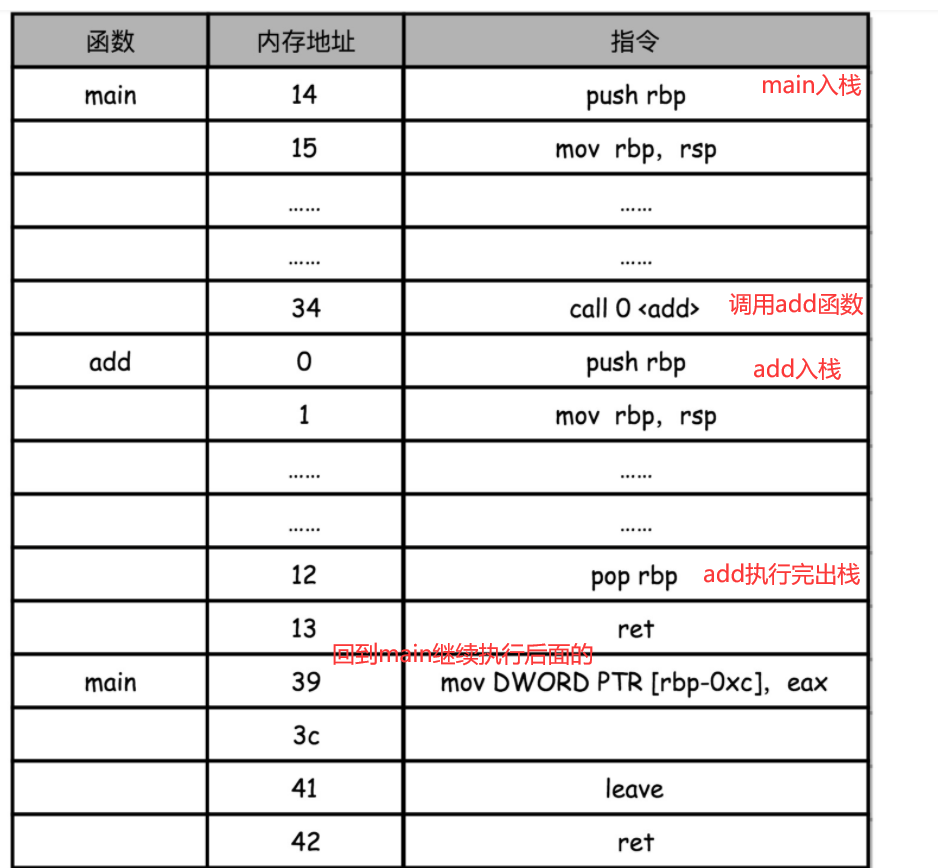 函数 内存地址 指令
main 14 push rbp main入栈
15 mov rbp, rsp
...... ......
...... ......
34 call 0 <add> 调用add函数
add 0 push rbp add入栈
1 mov rbp, rsp
...... ......
...... ......
12 pop rbp add执行完出栈
13 ret
回到main继续执行后面的
main 39 mov DWORD PTR [rbp-0xc], eax
3c
41 leave
42 ret